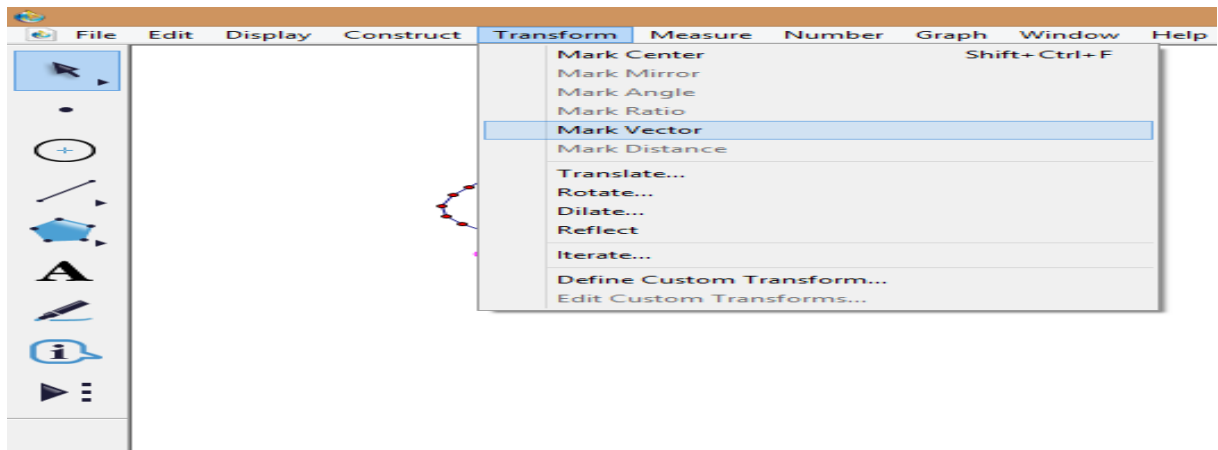 File Edit Display Construct Transform Measure Number Graph Window Help
Mark Center Shift+Ctrl+F
Mark Mirror
Mark Angle
Mark Ratio
Mark Vector
Mark Distance
Translate...
Rotate...
Dilate...
Reflect
Iterate...
Define Custom Transform...
Edit Custom Transforms...
A
i